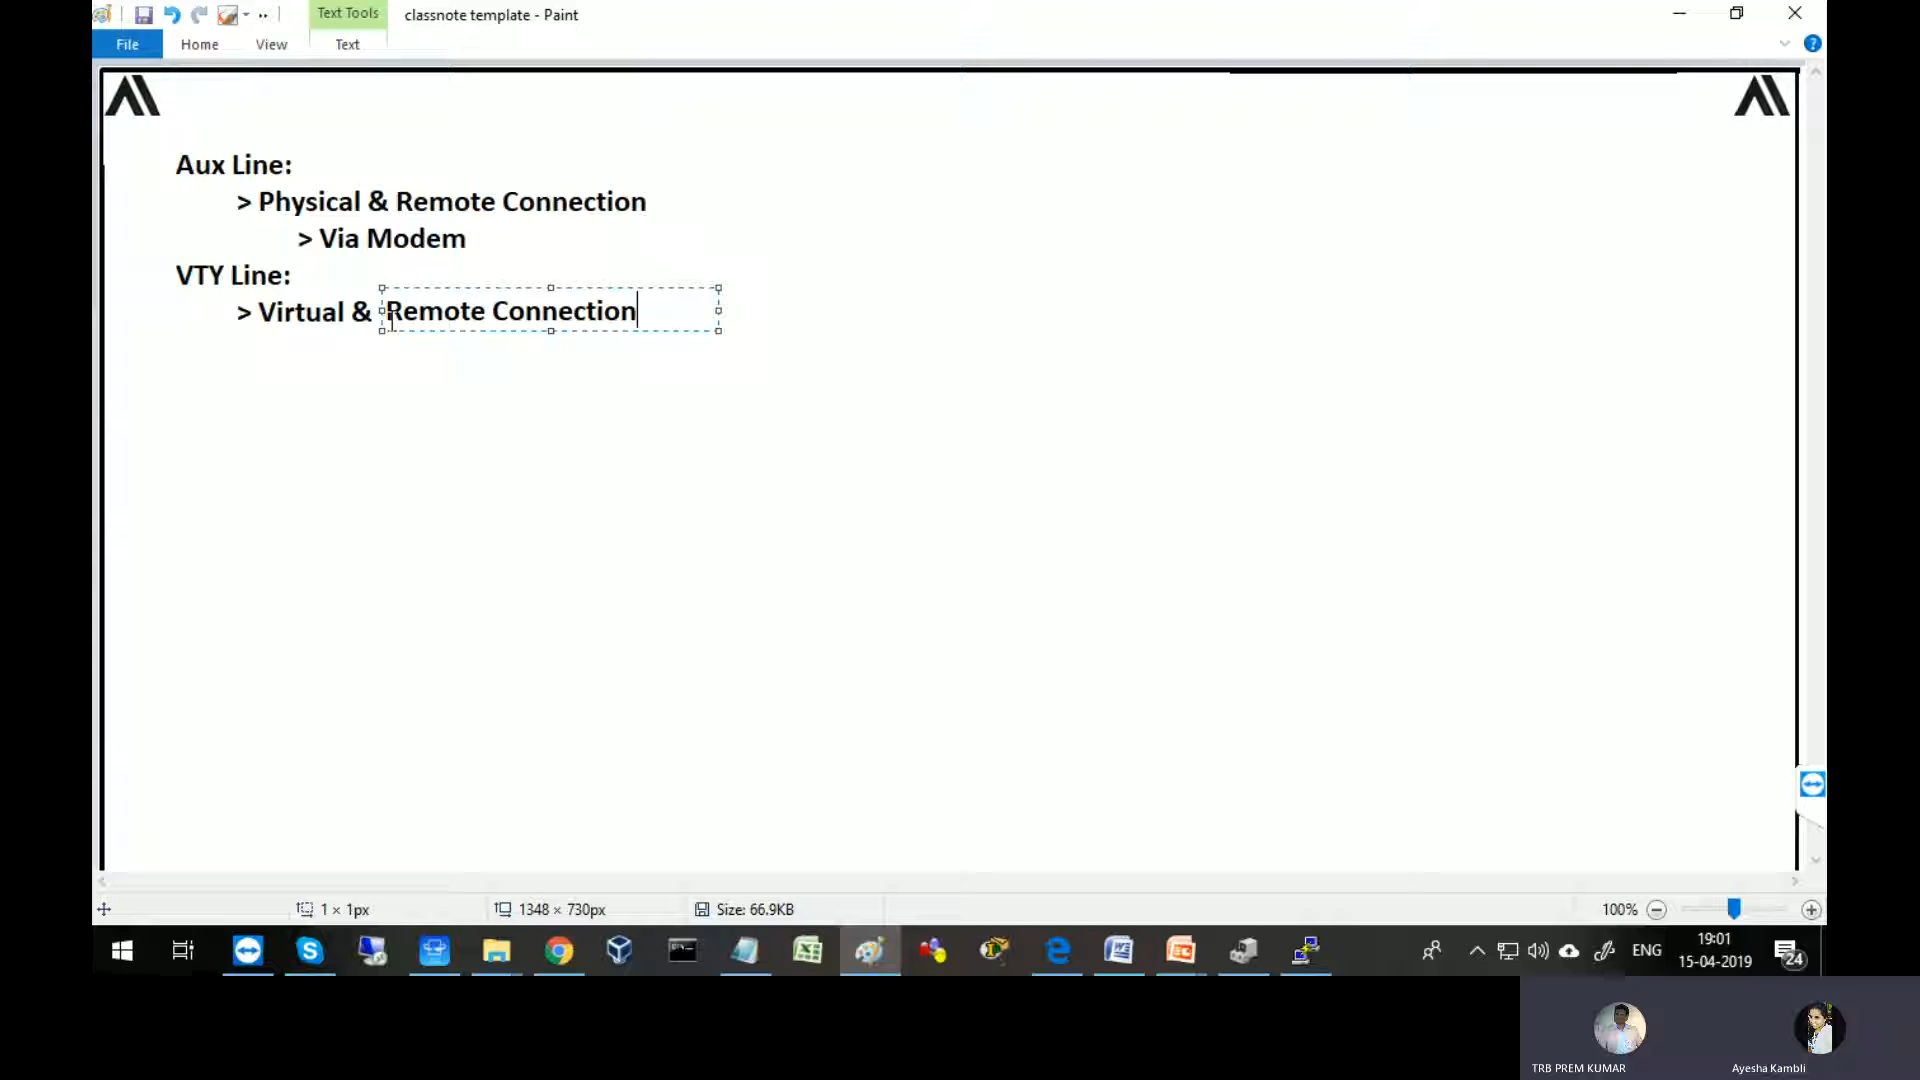 Text Tools
classnote template - Paint
File
Home
View
Text
Aux Line:
> Physical & Remote Connection
> Via Modem
VTY Line:
> Virtual & Remote Connection
1 × 1px
1348 × 730px
Size: 66.9KB
100%
ENG
19:01
15-04-2019
24
TRB PREM KUMAR
Ayesha Kambli